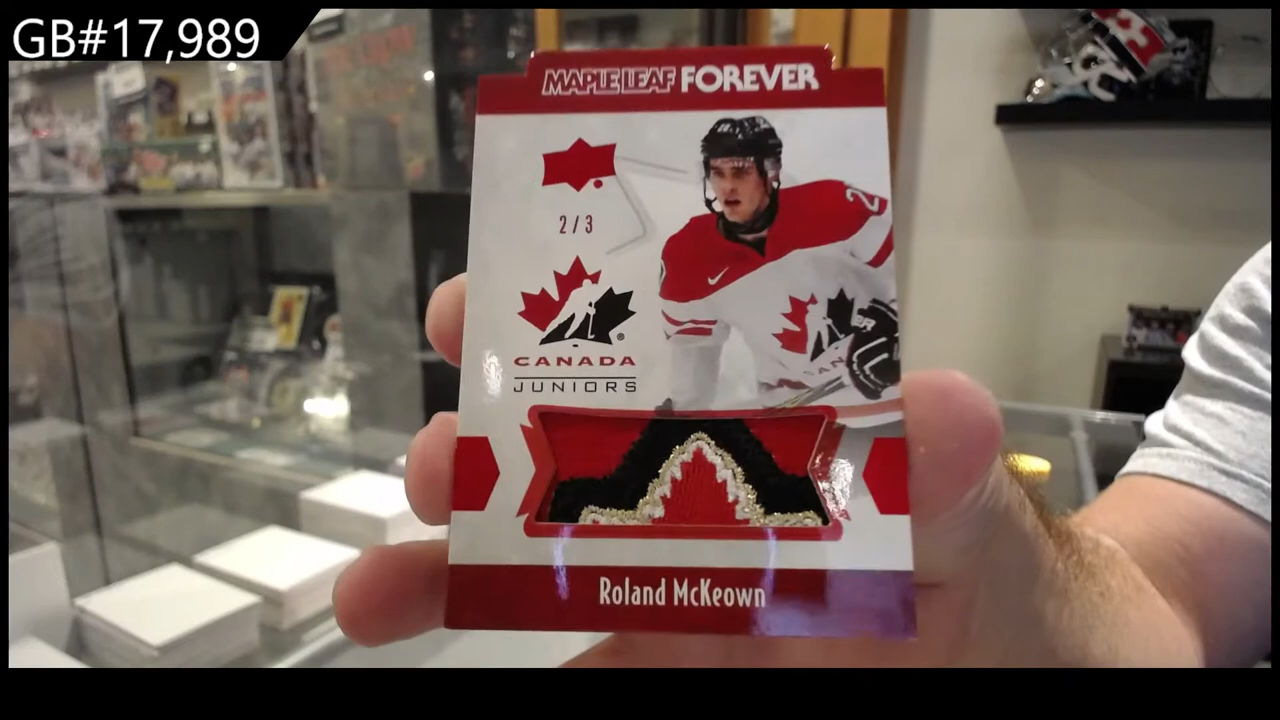 GB#17,989
MAPLE LEAF FOREVER
2/3
CANADA
JUNIORS
Roland McKeown